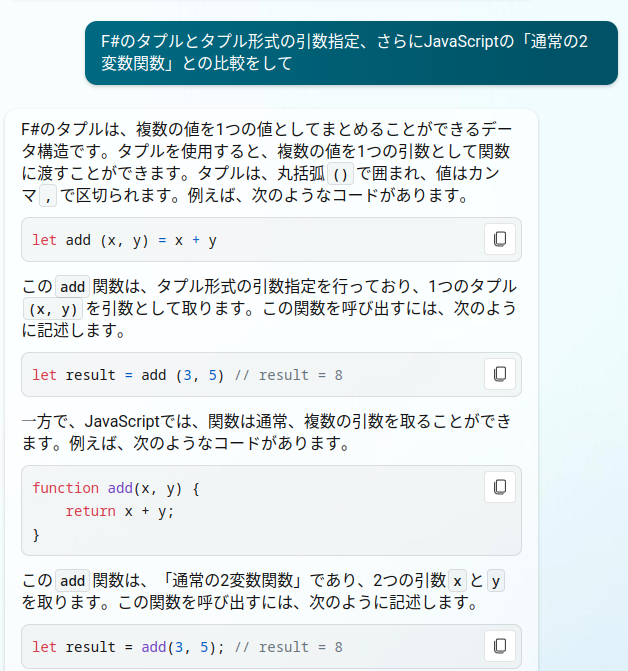 F#のタプルとタプル形式の引数指定、さらにJavaScriptの「通常の2
変数関数」との比較をして
F#のタプルは、複数の値を1つの値としてまとめることができるデー
タ構造です。タプルを使用すると、複数の値を1つの引数として関数
に渡すことができます。タプルは、丸括弧 () で囲まれ、値はカン
マ , で区切られます。例えば、次のようなコードがあります。
let add (x, y) = x + y
この add 関数は、タプル形式の引数指定を行っており、1つのタプル
(x, y) を引数として取ります。この関数を呼び出すには、次のよう
に記述します。
let result = add (3, 5) // result = 8
一方で、JavaScriptでは、関数は通常、複数の引数を取ることができ
ます。例えば、次のようなコードがあります。
function add(x, y) {
    return x + y;
}
この add 関数は、「通常の2変数関数」であり、2つの引数 x と y
を取ります。この関数を呼び出すには、次のように記述します。
let result = add(3, 5); // result = 8